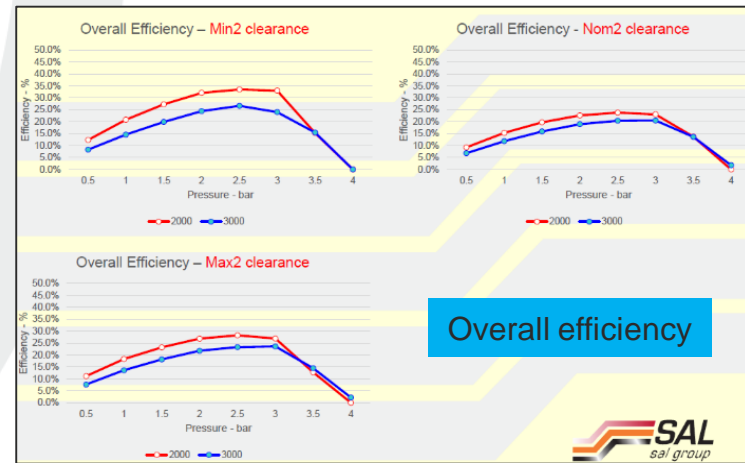 Overall Efficiency – Min2 clearance
50.0%
45.0%
40.0%
35.0%
30.0%
25.0%
20.0%
15.0%
10.0%
5.0%
0.0%
Efficiency - %
0.5 1 1.5 2 2.5 3 3.5 4
Pressure - bar
2000 3000
Overall Efficiency - Nom2 clearance
50.0%
45.0%
40.0%
35.0%
30.0%
25.0%
20.0%
15.0%
10.0%
5.0%
0.0%
Efficiency - %
0.5 1 1.5 2 2.5 3 3.5 4
Pressure - bar
2000 3000
Overall Efficiency – Max2 clearance
50.0%
45.0%
40.0%
35.0%
30.0%
25.0%
20.0%
15.0%
10.0%
5.0%
0.0%
Efficiency - %
0.5 1 1.5 2 2.5 3 3.5 4
Pressure - bar
2000 3000
Overall efficiency
SAL
sal group